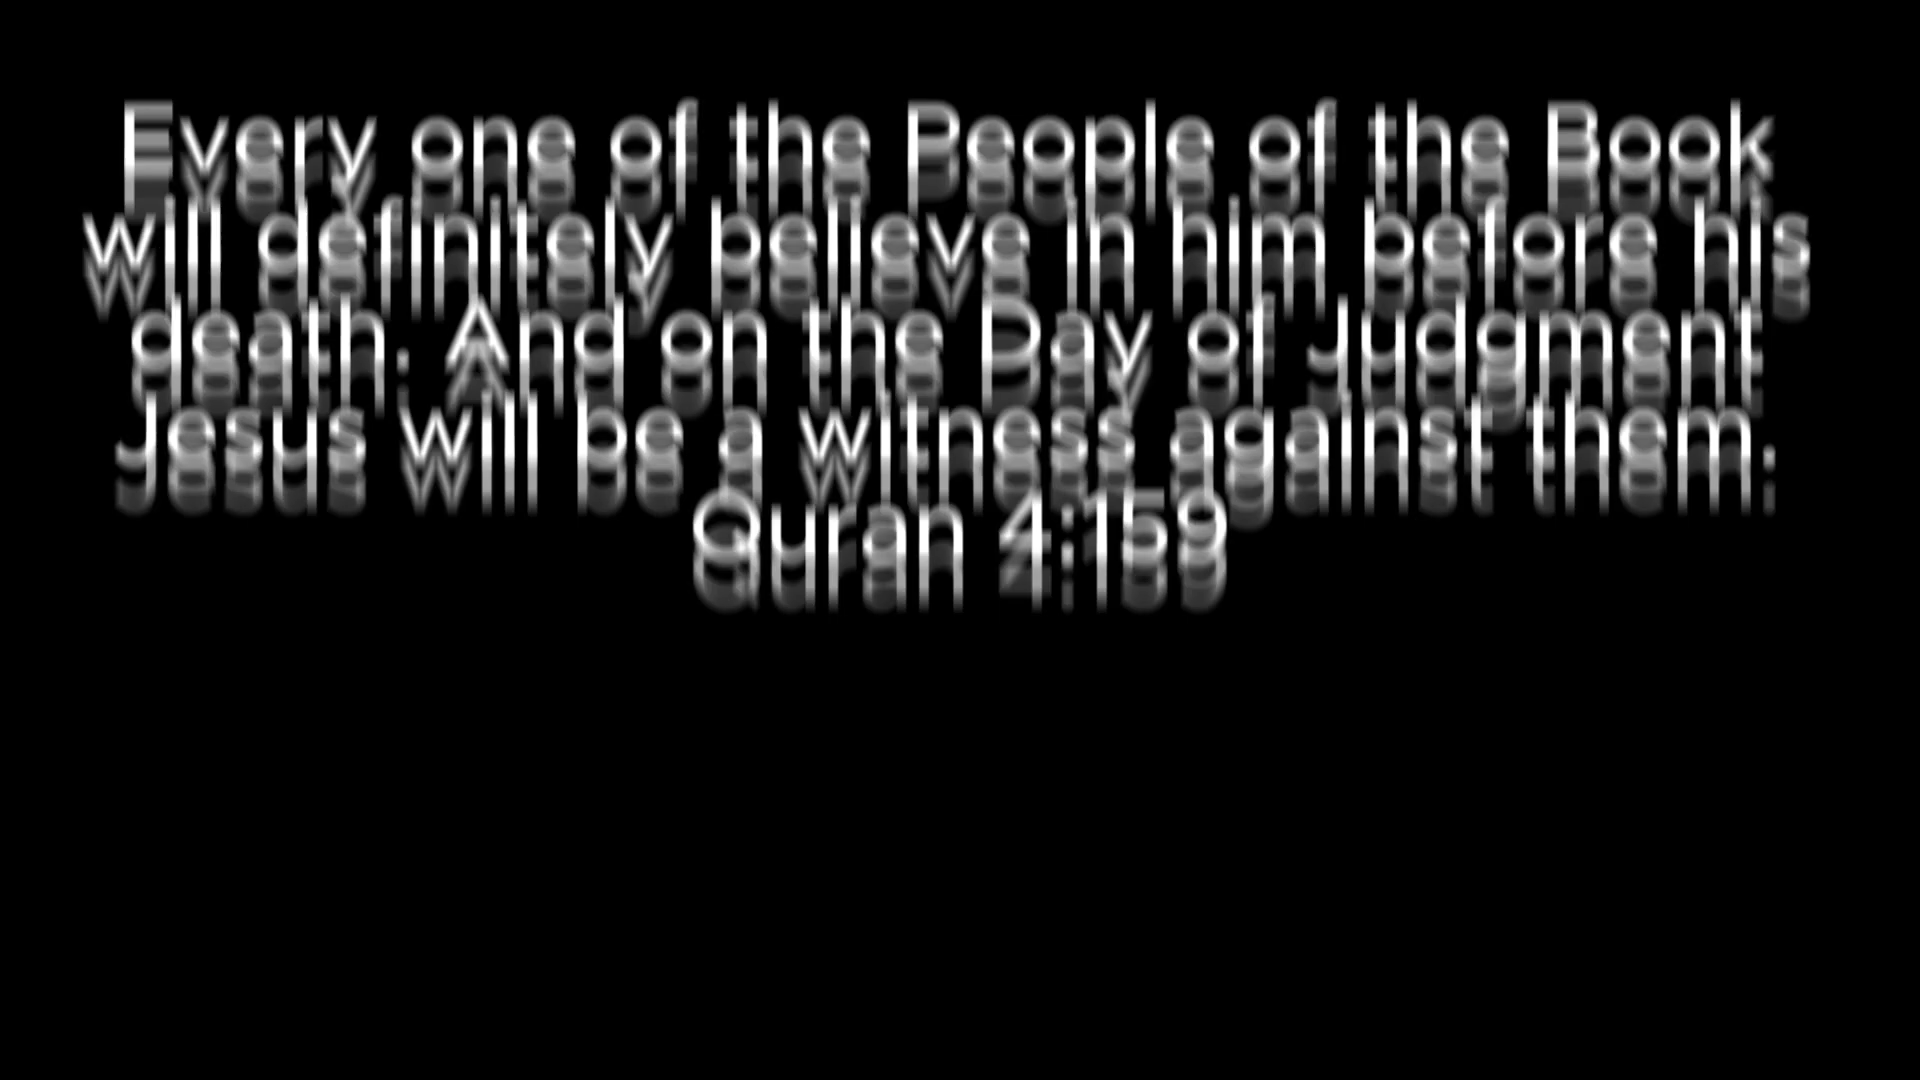 Every one of the People of the Book
will definitely believe in him before his
death. And on the Day of Judgment
Jesus will be a witness against them.
Quran 4:159